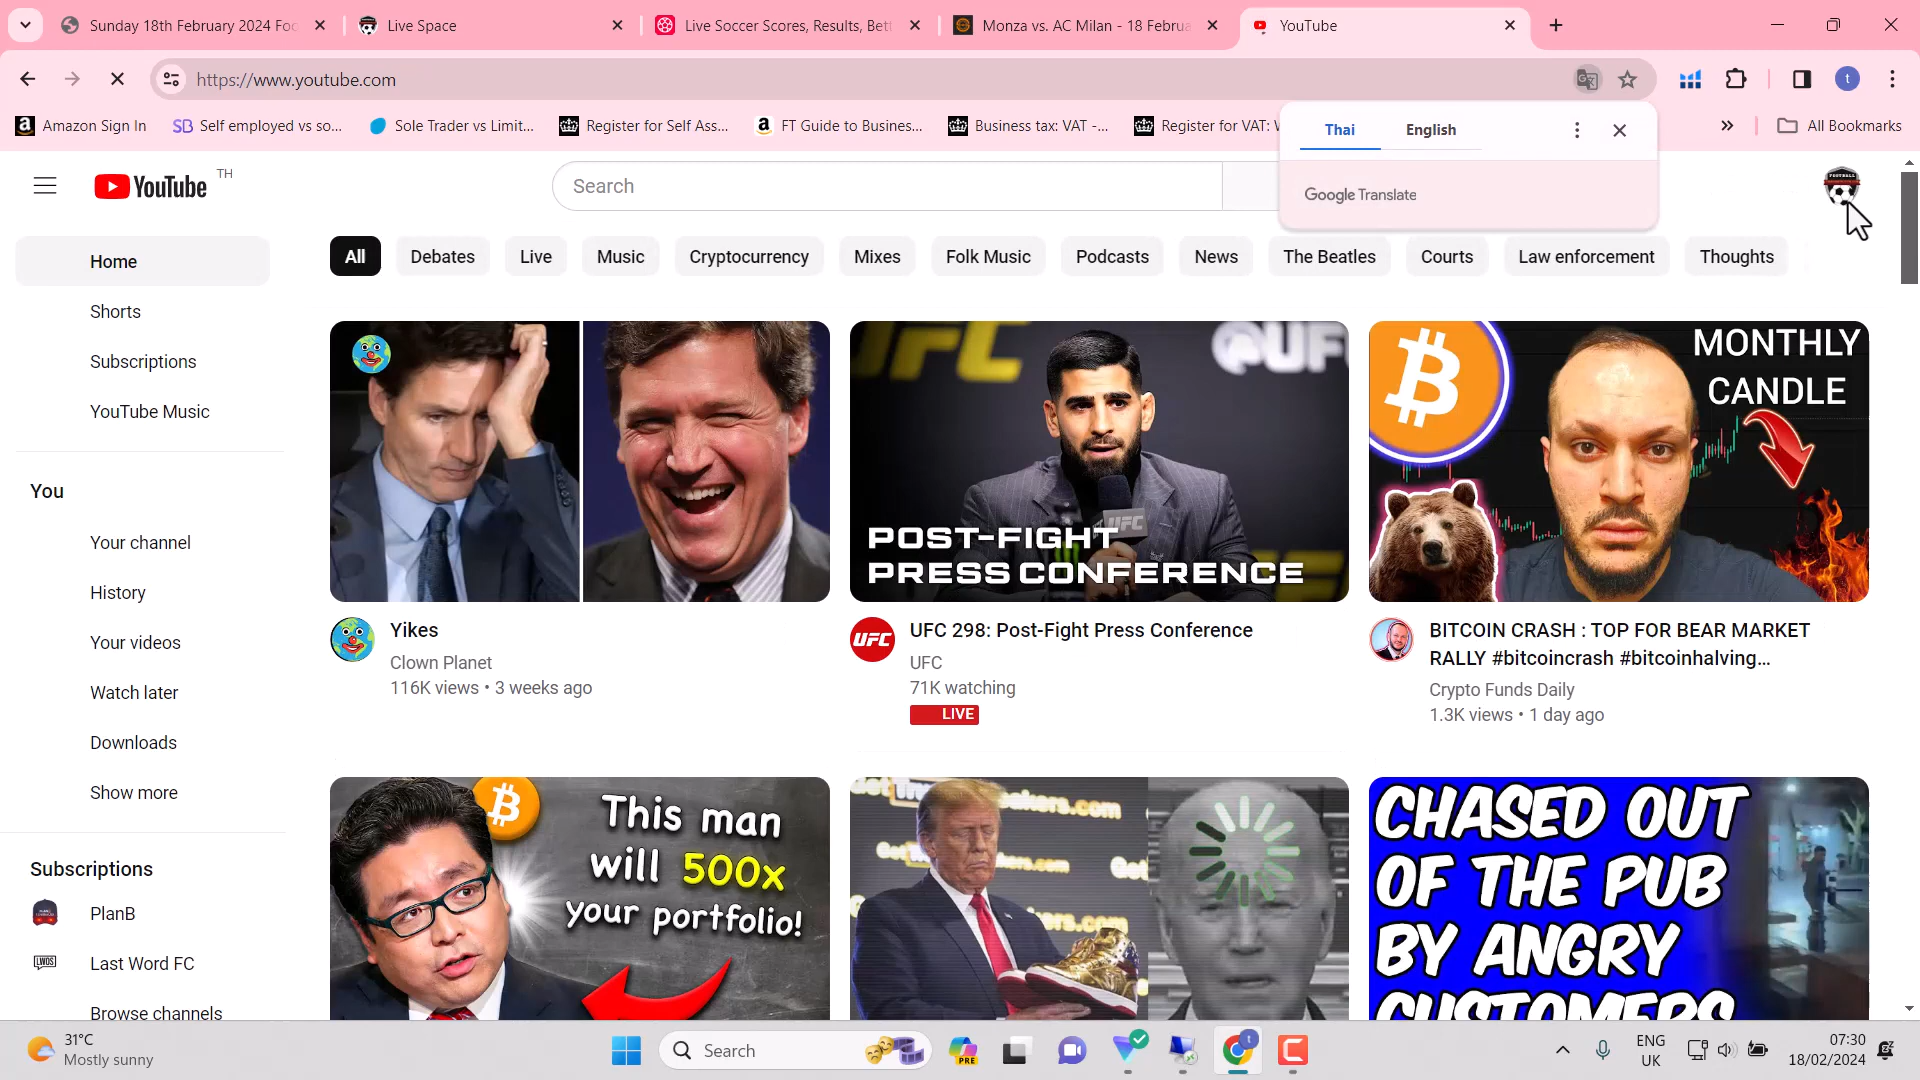 Sunday 18th February 2024 Foo
Live Space
Live Soccer Scores, Results, Bett
Monza vs. AC Milan - 18 Februa
YouTube
https://www.youtube.com
Amazon Sign In
Self employed vs so...
Sole Trader vs Limit...
Register for Self Ass...
FT Guide to Business...
Business tax: VAT -...
Register for VAT:
All Bookmarks
Thai
English
Google Translate
YouTube TH
Search
Home
Shorts
Subscriptions
YouTube Music
You
Your channel
History
Your videos
Watch later
Downloads
Show more
Subscriptions
PlanB
Last Word FC
Browse channels
All
Debates
Live
Music
Cryptocurrency
Mixes
Folk Music
Podcasts
Courts
News
The Beatles
Law enforcement
Thoughts
Yikes
Clown Planet
116K views • 3 weeks ago
UFC
@UF
UFC
POST-FIGHT
PRESS CONFERENCE
UFC
UFC 298: Post-Fight Press Conference
UFC
71K watching
LIVE
MONTHLY
CANDLE
BITCOIN CRASH : TOP FOR BEAR MARKET
RALLY #bitcoincrash #bitcoinhalving...
Crypto Funds Daily
1.3K views • 1 day ago
This man
will 500x
your portfolio!
CHASED OUT
OF THE PUB
BY ANGRY
CUSTOMERS
31°C
Mostly sunny
Search
PRE
ENG
UK
07:30
18/02/2024